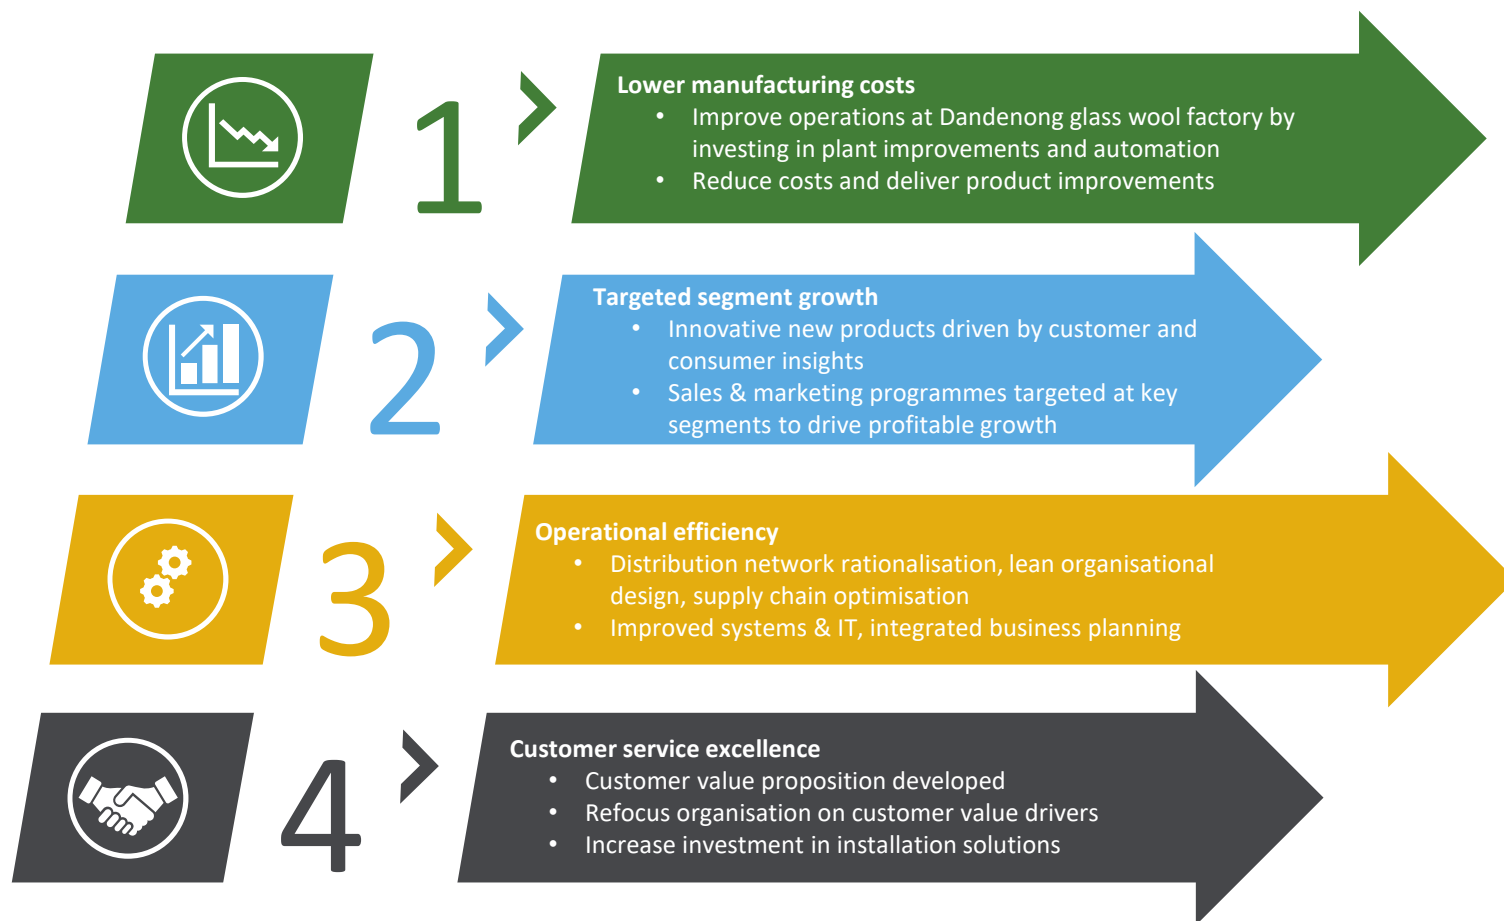 1
Lower manufacturing costs
• Improve operations at Dandenong glass wool factory by
investing in plant improvements and automation
• Reduce costs and deliver product improvements
2
Targeted segment growth
• Innovative new products driven by customer and
consumer insights
• Sales & marketing programmes targeted at key
segments to drive profitable growth
3
Operational efficiency
• Distribution network rationalisation, lean organisational
design, supply chain optimisation
• Improved systems & IT, integrated business planning
4
Customer service excellence
• Customer value proposition developed
• Refocus organisation on customer value drivers
• Increase investment in installation solutions